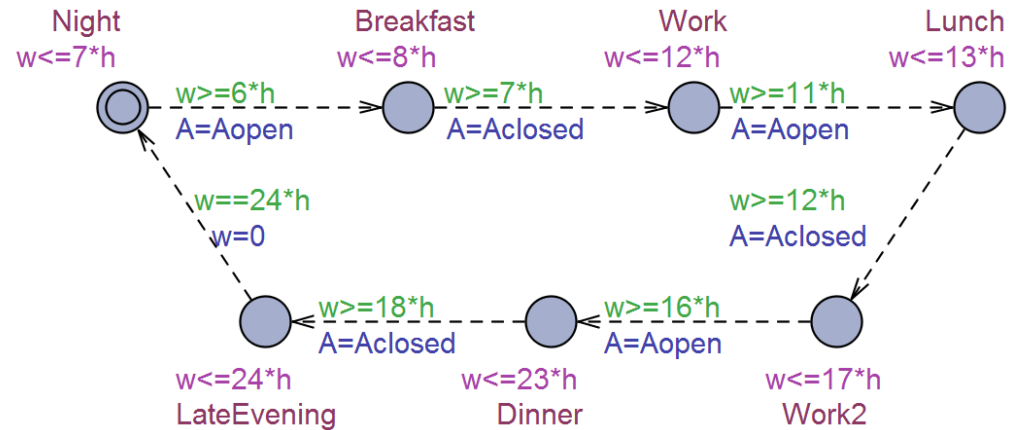 Night
w<=7*h
Breakfast
w<=8*h
Work
w<=12*h
Lunch
w<=13*h
w>=6*h
A=Aopen
w>=7*h
A=Aclosed
w>=11*h
A=Aopen
w==24*h
w=0
w>=12*h
A=Aclosed
w>=18*h
A=Aclosed
w>=16*h
A=Aopen
w<=24*h
LateEvening
w<=23*h
Dinner
w<=17*h
Work2